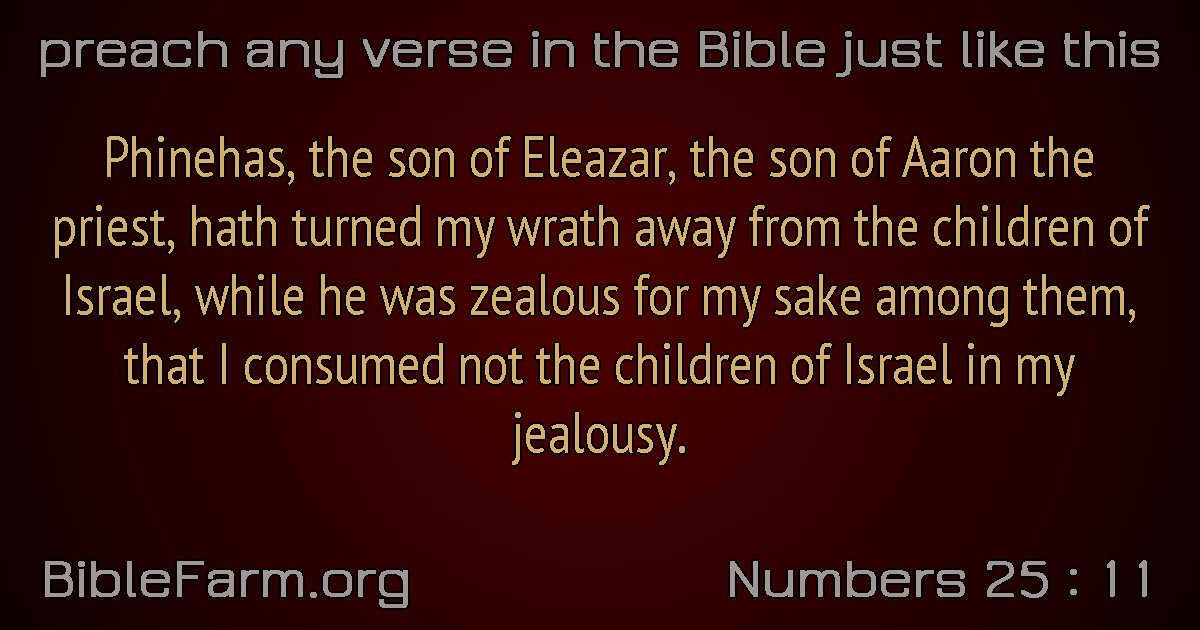 preach any verse in the Bible just like this
Phinehas, the son of Eleazar, the son of Aaron the
priest, hath turned my wrath away from the children of
Israel, while he was zealous for my sake among them,
that I consumed not the children of Israel in my
jealousy.
BibleFarm.org
Numbers 25 : 11